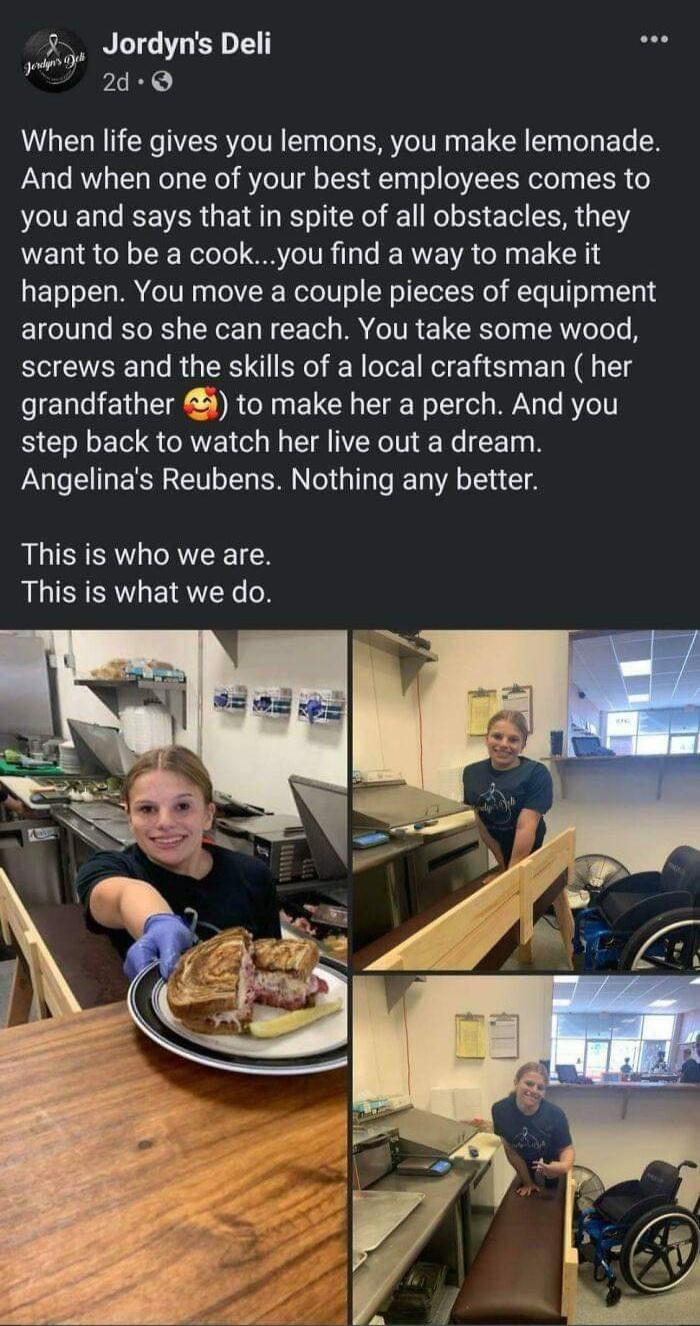 Jordyn's Deli
Jordyn's Deli
2d
When life gives you lemons, you make lemonade.
And when one of your best employees comes to
you and says that in spite of all obstacles, they
want to be a cook...you find a way to make it
happen. You move a couple pieces of equipment
around so she can reach. You take some wood,
screws and the skills of a local craftsman ( her
grandfather 🥰) to make her a perch. And you
step back to watch her live out a dream.
Angelina's Reubens. Nothing any better.
This is who we are.
This is what we do.